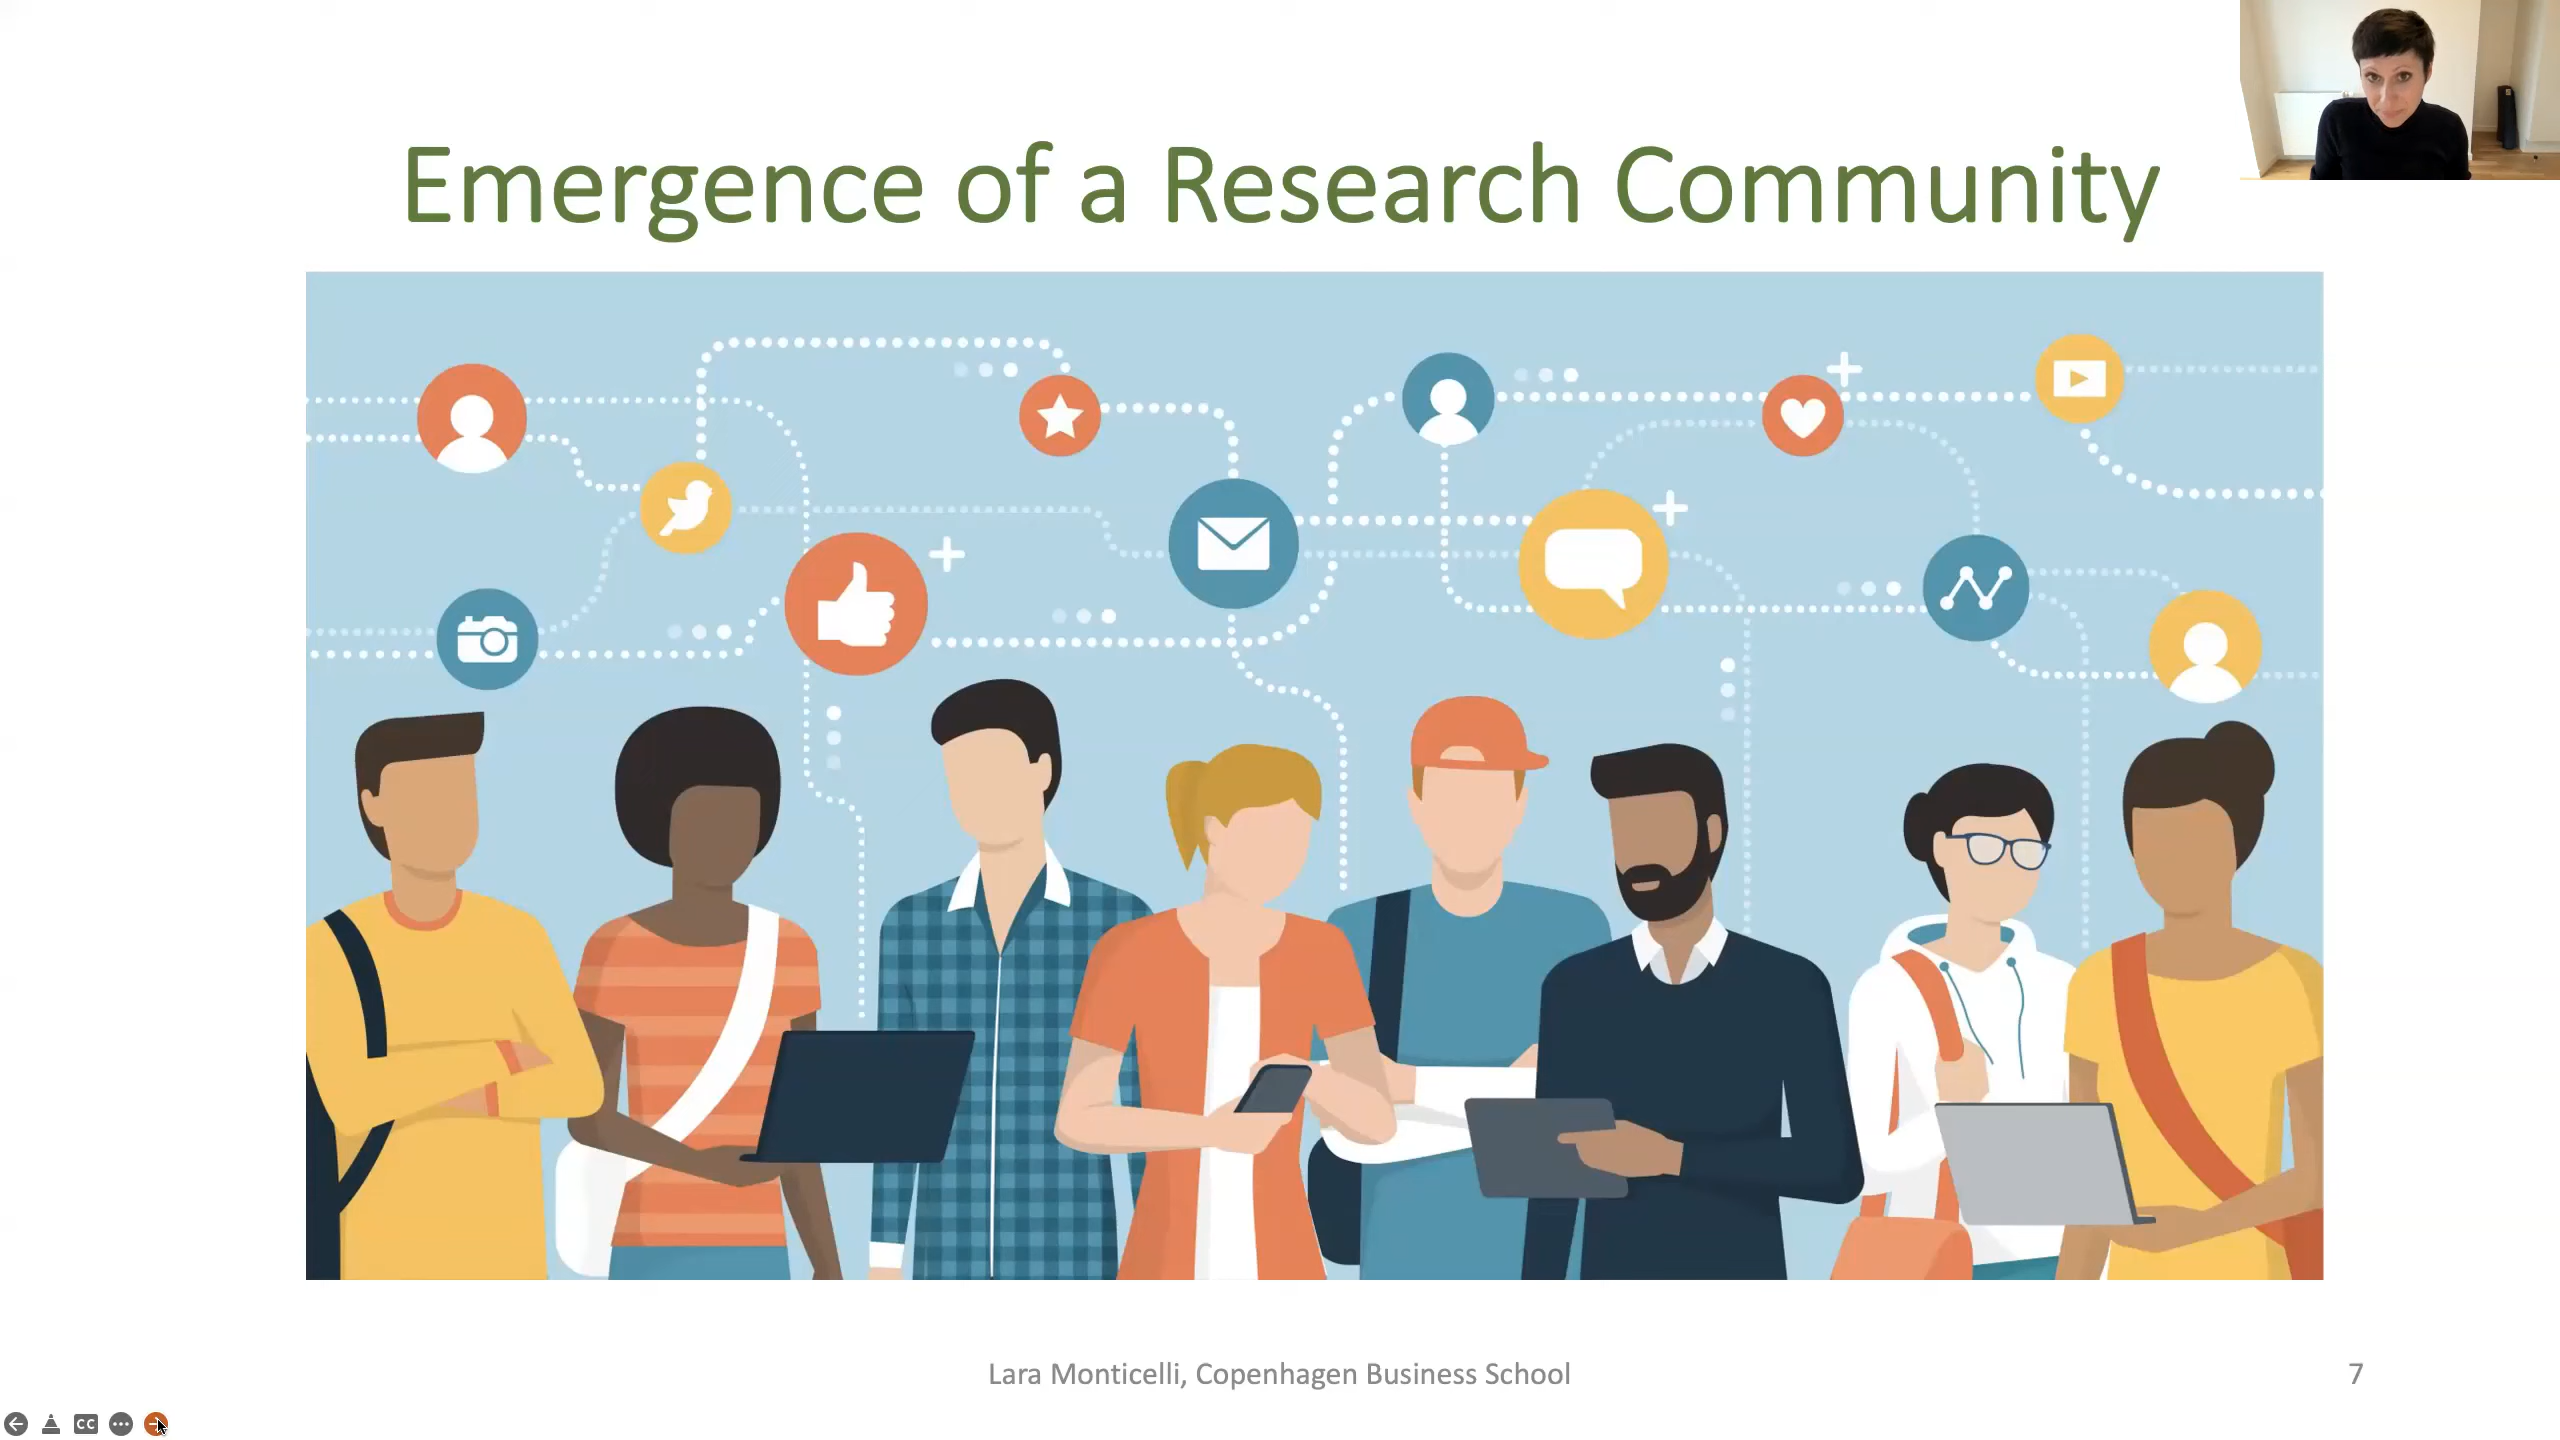 Emergence of a Research Community
Lara Monticelli, Copenhagen Business School
7
CC